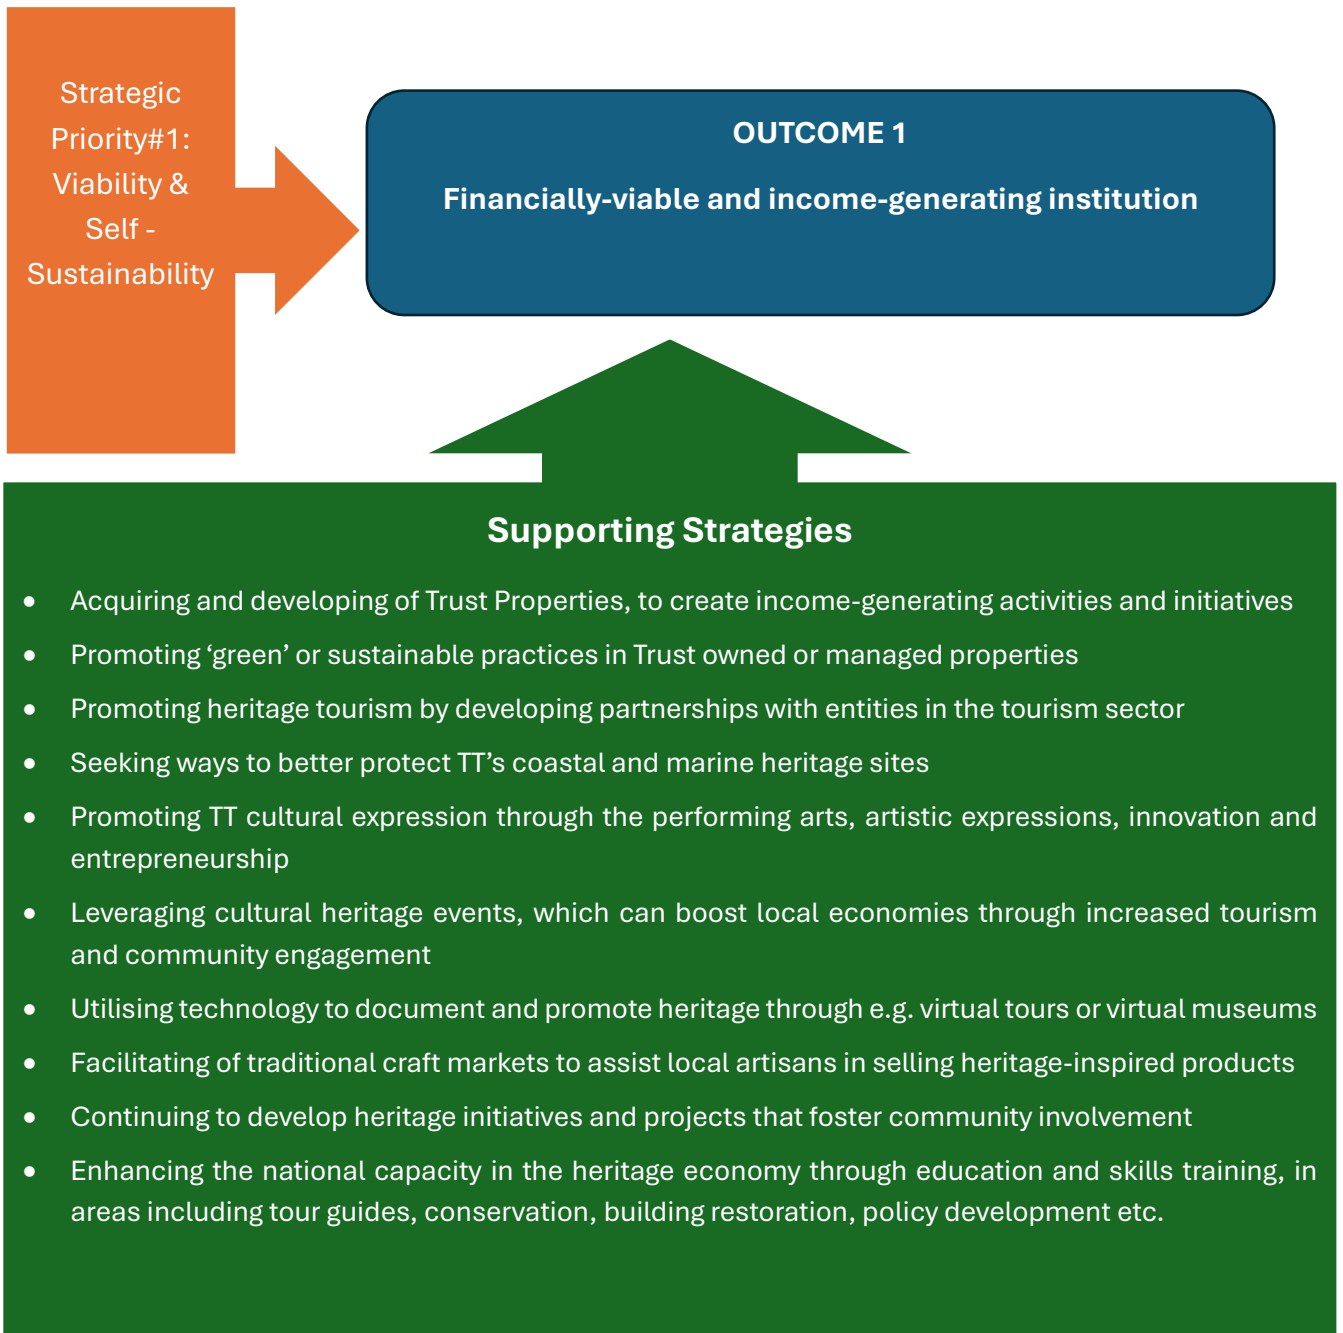 Strategic
Priority#1:
Viability &
Self -
Sustainability
OUTCOME 1
Financially-viable and income-generating institution
Supporting Strategies
• Acquiring and developing of Trust Properties, to create income-generating activities and initiatives
• Promoting ‘green’ or sustainable practices in Trust owned or managed properties
• Promoting heritage tourism by developing partnerships with entities in the tourism sector
• Seeking ways to better protect TT’s coastal and marine heritage sites
• Promoting TT cultural expression through the performing arts, artistic expressions, innovation and
entrepreneurship
• Leveraging cultural heritage events, which can boost local economies through increased tourism
and community engagement
• Utilising technology to document and promote heritage through e.g. virtual tours or virtual museums
• Facilitating of traditional craft markets to assist local artisans in selling heritage-inspired products
• Continuing to develop heritage initiatives and projects that foster community involvement
• Enhancing the national capacity in the heritage economy through education and skills training, in
areas including tour guides, conservation, building restoration, policy development etc.